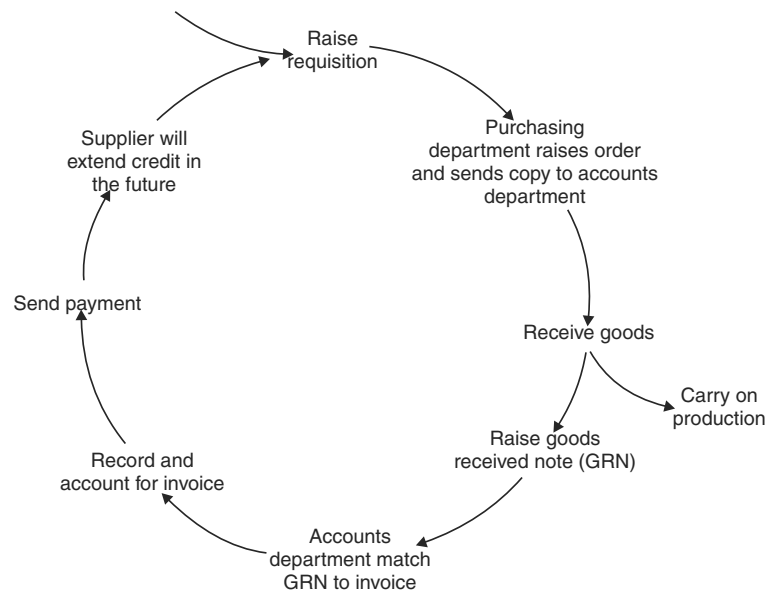 Raise
requisition
Purchasing
department raises order
and sends copy to accounts
department
Receive goods
Carry on
production
Raise goods
received note (GRN)
Accounts
department match
GRN to invoice
Record and
account for invoice
Send payment
Supplier will
extend credit in
the future